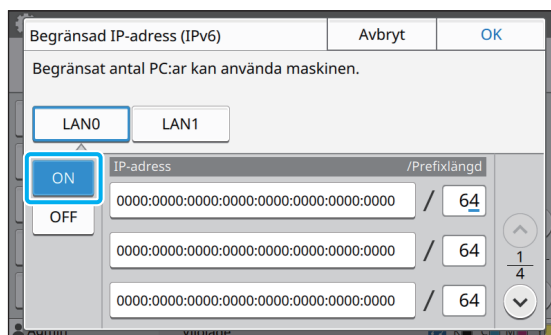 Begränsad IP-adress (IPv6) Avbryt OK
Begränsat antal PC:ar kan använda maskinen.
LAN0 LAN1
ON
OFF
IP-adress /Prefixlängd
0000:0000:0000:0000:0000:0000:0000:0000 / 64
0000:0000:0000:0000:0000:0000:0000:0000 / 64
0000:0000:0000:0000:0000:0000:0000:0000 / 64
1
4